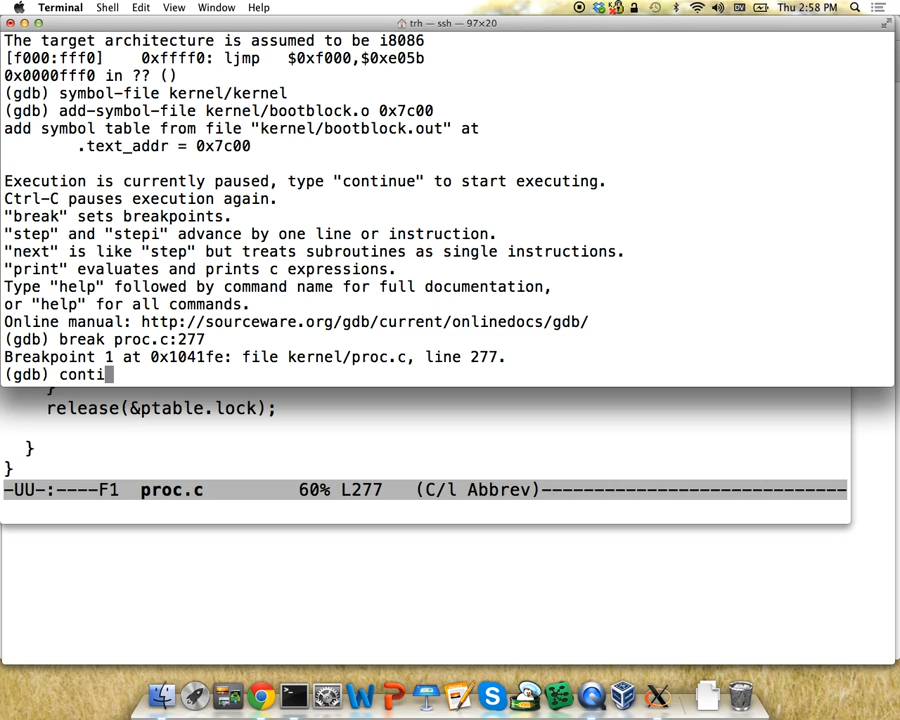 Terminal Shell Edit View Window Help Thu 2:58 PM
trh — ssh — 97×20
The target architecture is assumed to be i8086
[f000:fff0]    0xffff0: ljmp   $0xf000,$0xe05b
0x0000fff0 in ?? ()
(gdb) symbol-file kernel/kernel
(gdb) add-symbol-file kernel/bootblock.o 0x7c00
add symbol table from file "kernel/bootblock.out" at
        .text_addr = 0x7c00
Execution is currently paused, type "continue" to start executing.
Ctrl-C pauses execution again.
"break" sets breakpoints.
"step" and "stepi" advance by one line or instruction.
"next" is like "step" but treats subroutines as single instructions.
"print" evaluates and prints c expressions.
Type "help" followed by command name for full documentation,
or "help" for all commands.
Online manual: http://sourceware.org/gdb/current/onlinedocs/gdb/
(gdb) break proc.c:277
Breakpoint 1 at 0x1041fe: file kernel/proc.c, line 277.
(gdb) conti
}
release(&ptable.lock);
}
}
-UU-:----F1  proc.c         60% L277   (C/l Abbrev)-----------------------------